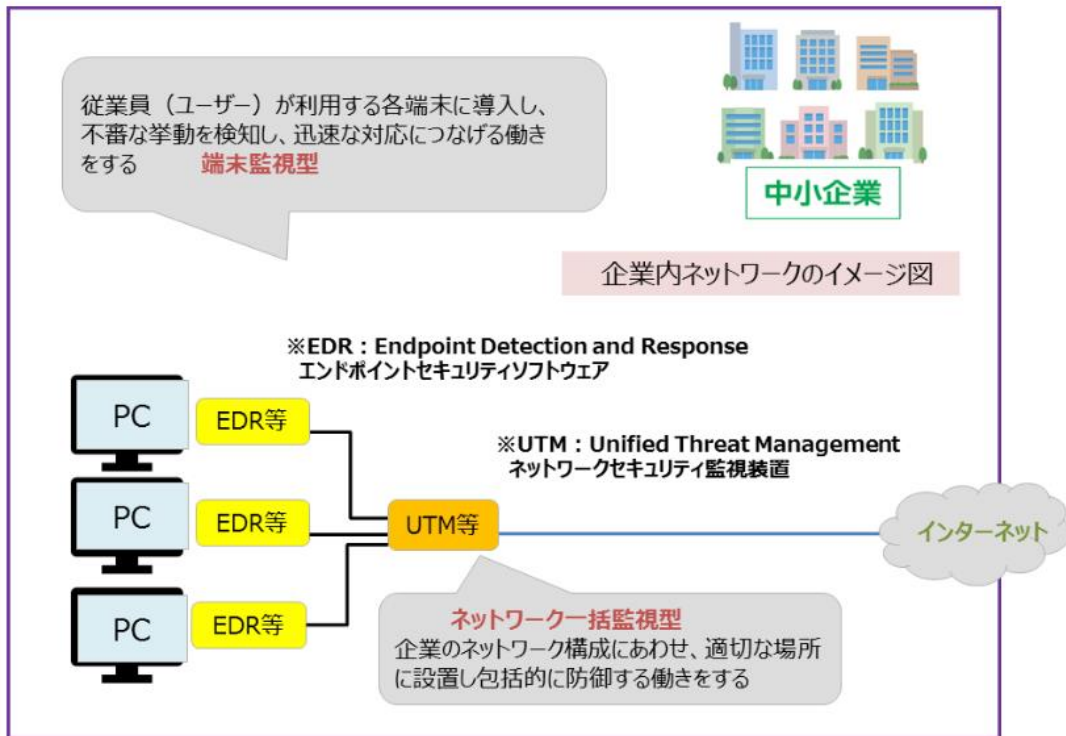 従業員（ユーザー）が利用する各端末に導入し、
不審な挙動を検知し、迅速な対応につなげる働き
をする　端末監視型
中小企業
企業内ネットワークのイメージ図
※EDR：Endpoint Detection and Response
エンドポイントセキュリティソフトウェア
PC
EDR等
※UTM：Unified Threat Management
ネットワークセキュリティ監視装置
PC
EDR等
UTM等
インターネット
PC
EDR等
ネットワーク一括監視型
企業のネットワーク構成にあわせ、適切な場所
に設置し包括的に防御する働きをする